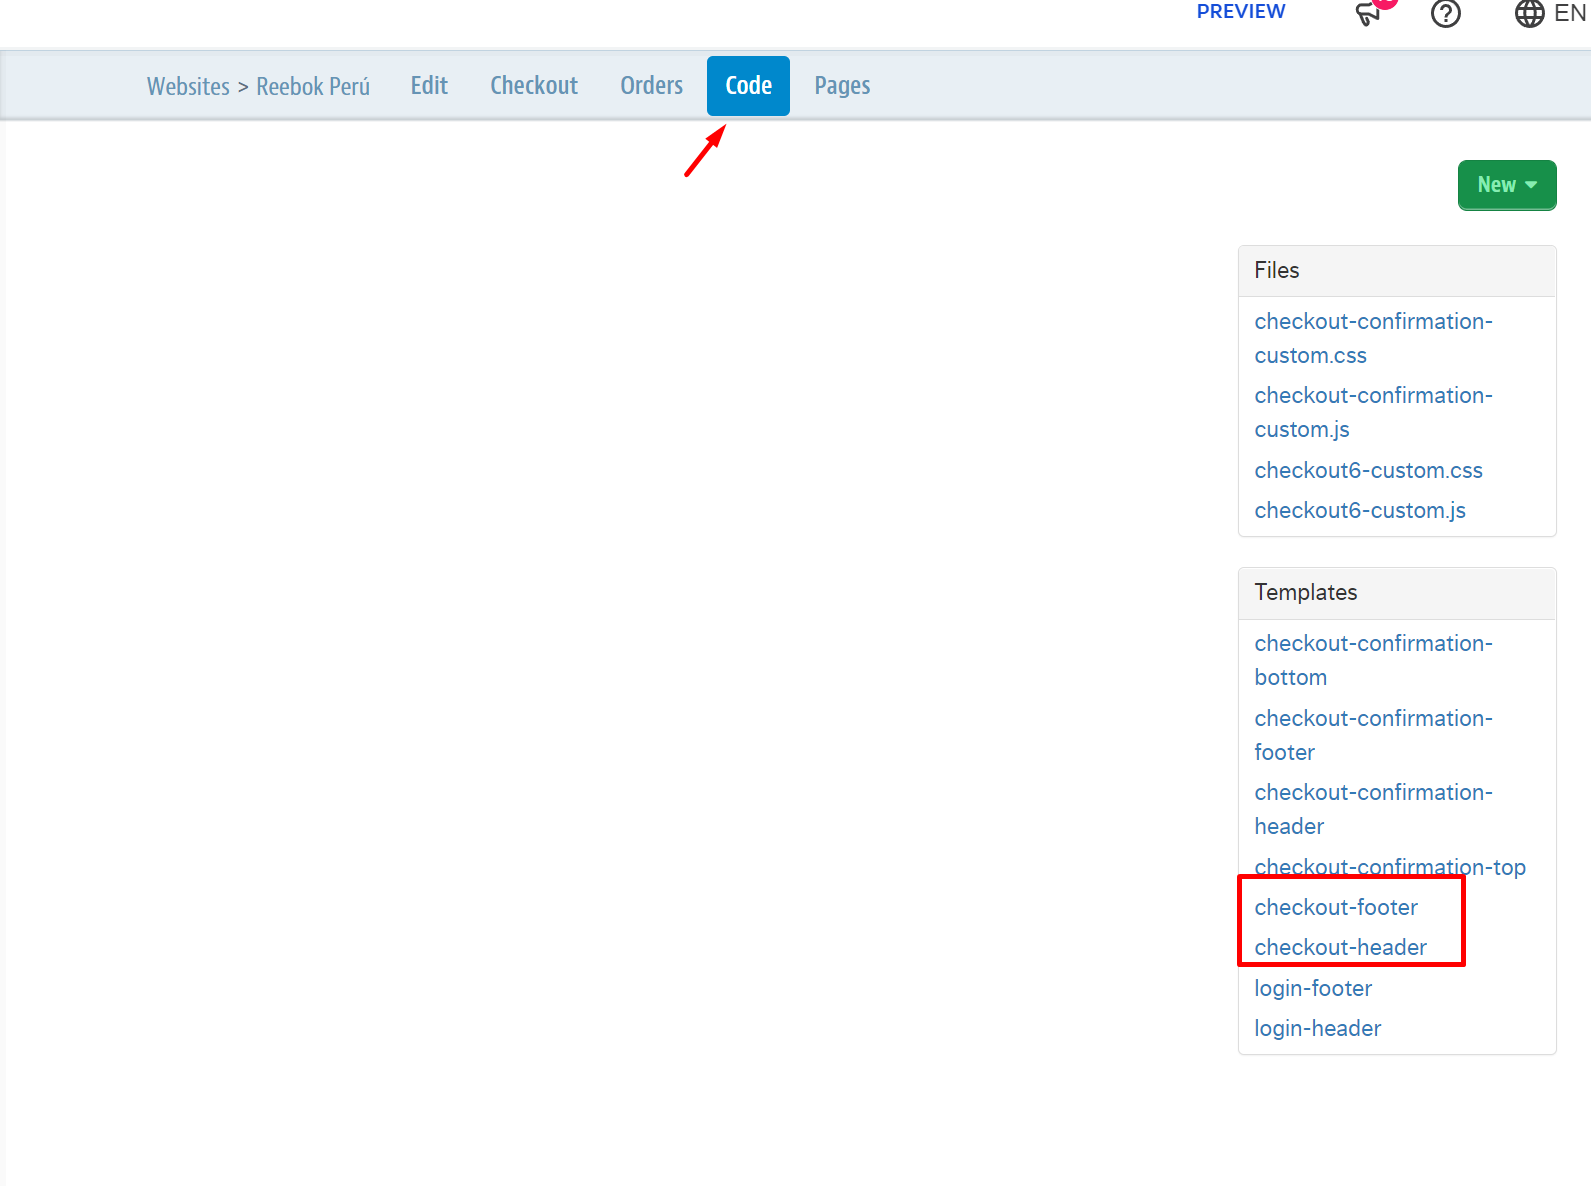 PREVIEW
EN
Websites > Reebok Perú Edit Checkout Orders Code Pages
New
Files
checkout-confirmation-
custom.css
checkout-confirmation-
custom.js
checkout6-custom.css
checkout6-custom.js
Templates
checkout-confirmation-
bottom
checkout-confirmation-
footer
checkout-confirmation-
header
checkout-confirmation-top
checkout-footer
checkout-header
login-footer
login-header